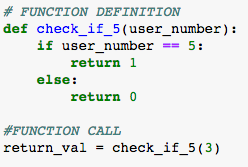 # FUNCTION DEFINITION
def check_if_5(user_number):
    if user_number == 5:
        return 1
    else:
        return 0

#FUNCTION CALL
return_val = check_if_5(3)